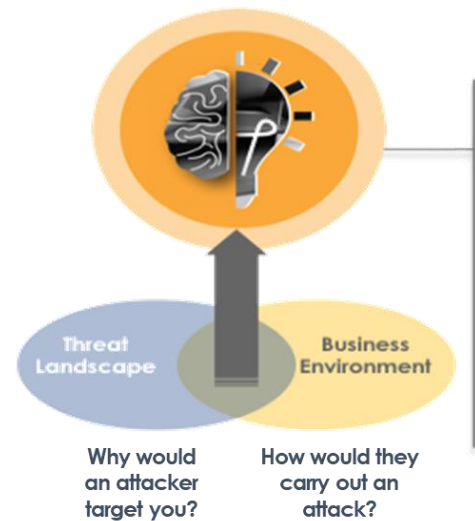 Threat
Landscape
Business
Environment
Why would
an attacker
target you?
How would they
carry out an
attack?